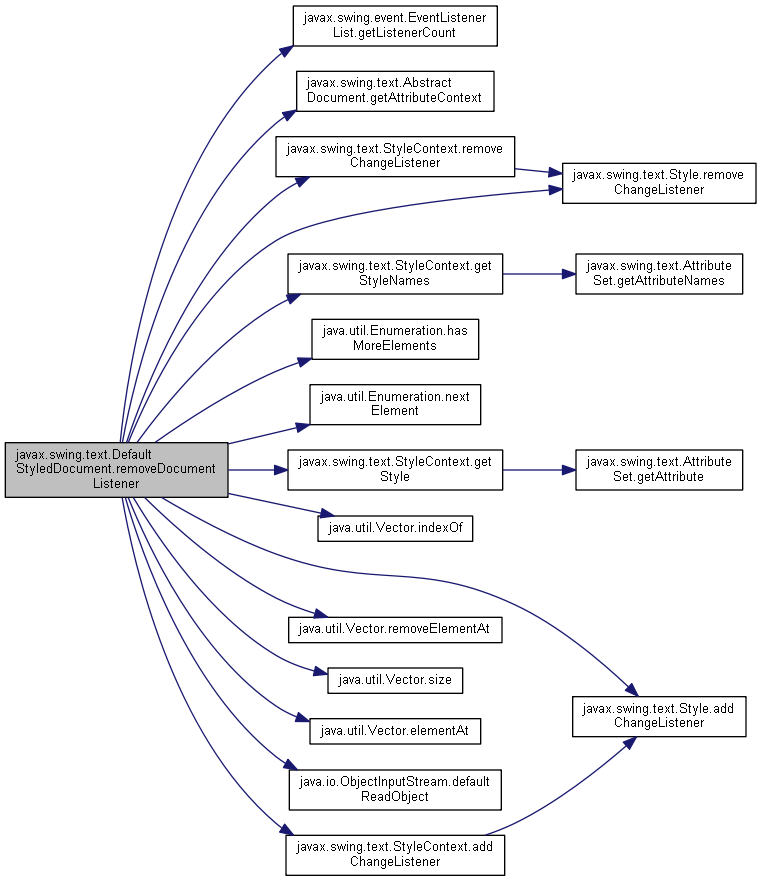 javax.swing.event.EventListener
List.getListenerCount
javax.swing.text.Abstract
Document.getAttributeContext
javax.swing.text.StyleContext.remove
ChangeListener
javax.swing.text.Style.remove
ChangeListener
javax.swing.text.StyleContext.get
StyleNames
javax.swing.text.Attribute
Set.getAttributeNames
java.util.Enumeration.has
MoreElements
java.util.Enumeration.next
Element
javax.swing.text.Default
StyledDocument.removeDocument
Listener
javax.swing.text.StyleContext.get
Style
javax.swing.text.Attribute
Set.getAttribute
java.util.Vector.indexOf
java.util.Vector.removeElementAt
java.util.Vector.size
javax.swing.text.Style.add
ChangeListener
java.util.Vector.elementAt
java.io.ObjectInputStream.default
ReadObject
javax.swing.text.StyleContext.add
ChangeListener